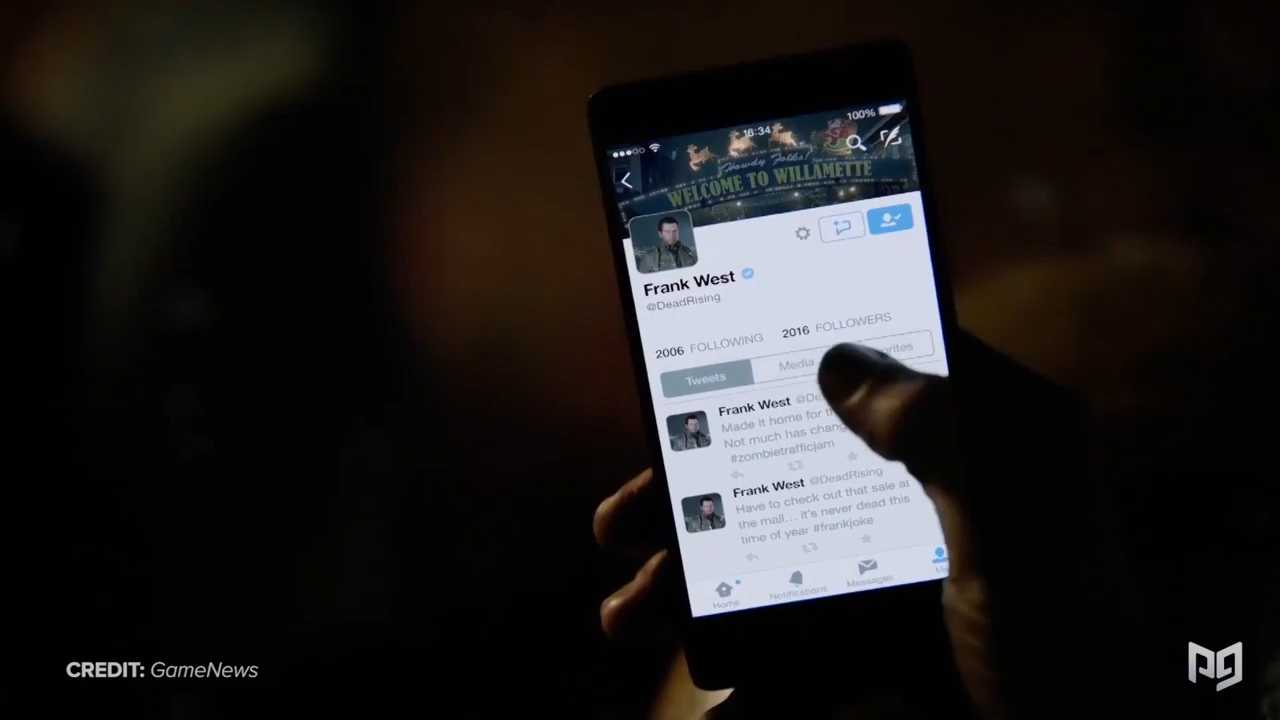 16:34
100%
Howdy Folks!
WELCOME TO WILLAMETTE
Frank West
@DeadRising
2006 FOLLOWING 2016 FOLLOWERS
Tweets Media
Frank West
Made it home for
Not much has
#zombietrafficjam
Frank West @DeadRising
Have to check out that sale at
the mall... it's never dead this
time of year #frankjoke
Home Notifications Messages
CREDIT: GameNews
PG